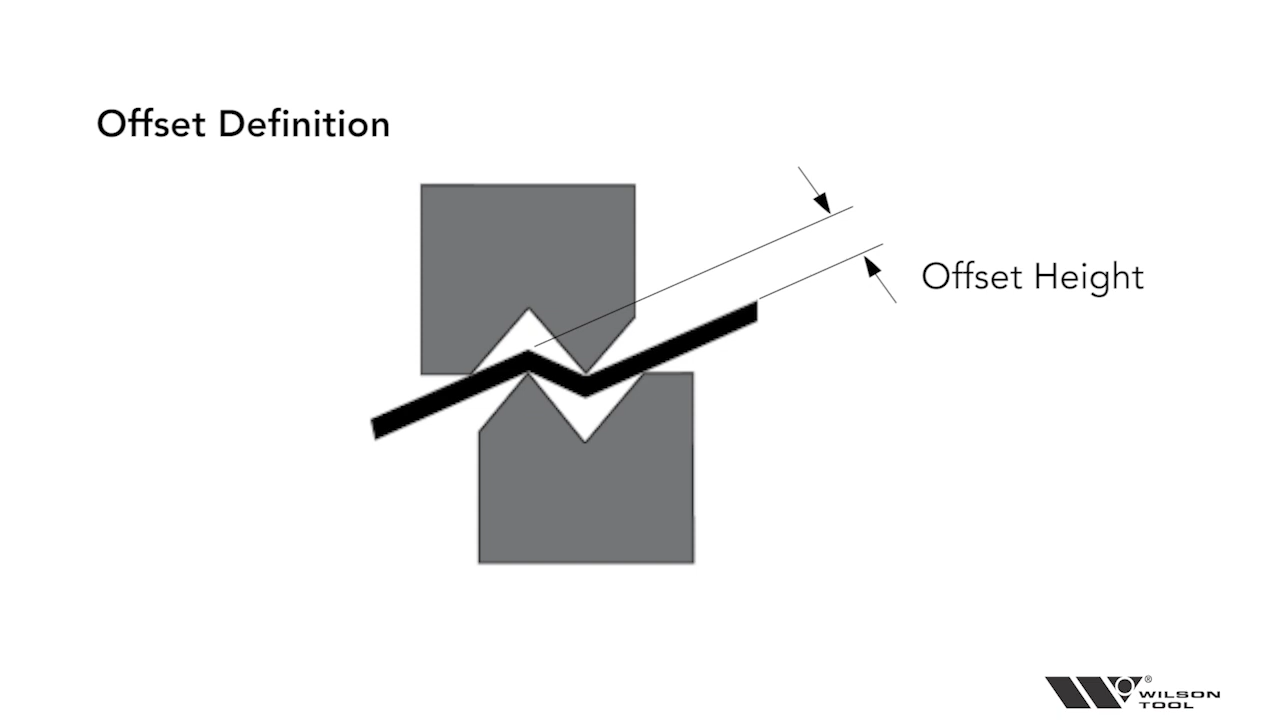 Offset Definition
Offset Height
®
WILSON
TOOL